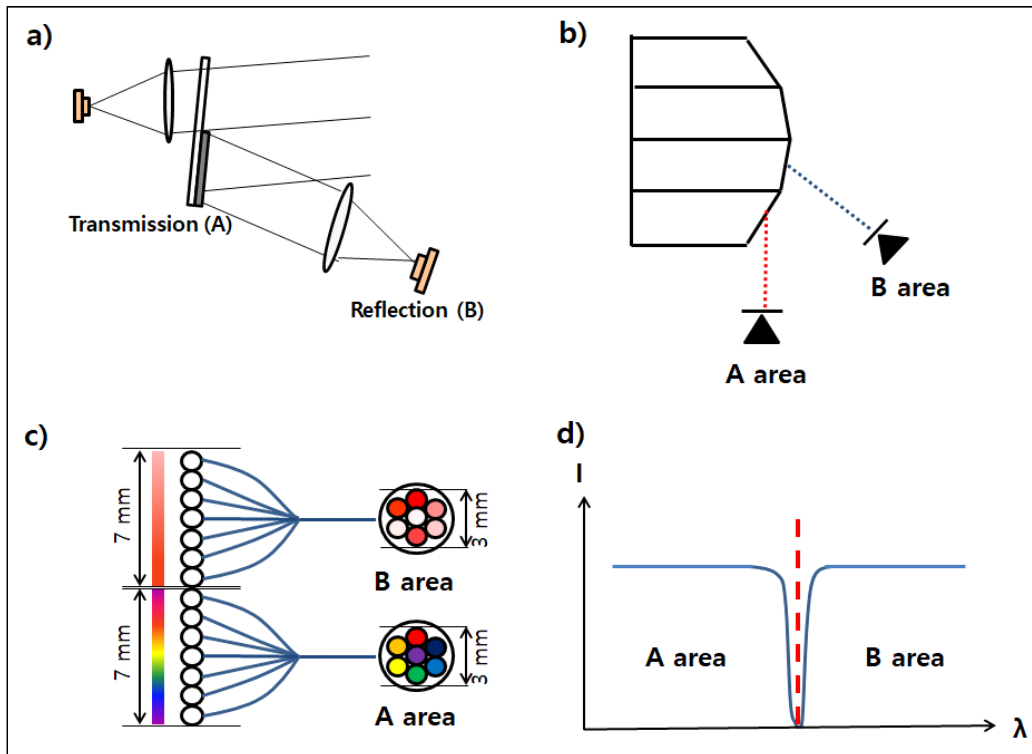 a)
Transmission (A)
Reflection (B)
b)
B area
A area
c)
7 mm
3 mm
B area
7 mm
3 mm
A area
d)
I
A area
B area
λ